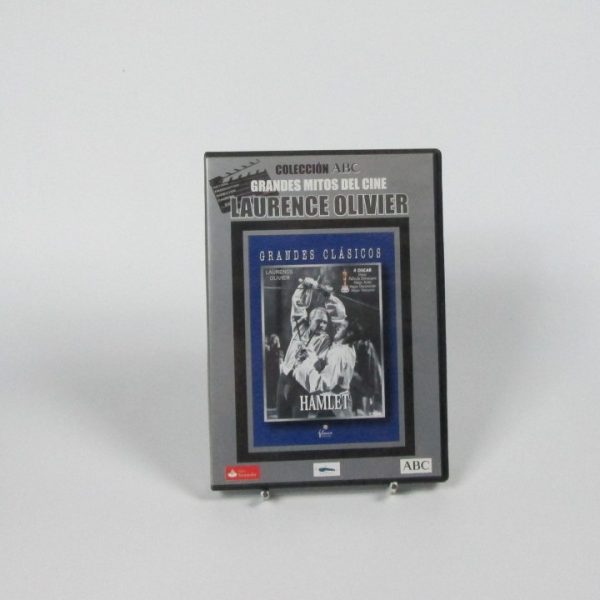 COLECCIÓN ABC
GRANDES MITOS DEL CINE
LAURENCE OLIVIER
GRANDES CLÁSICOS
LAURENCE
OLIVIER
4 OSCAR
HAMLET
ABC